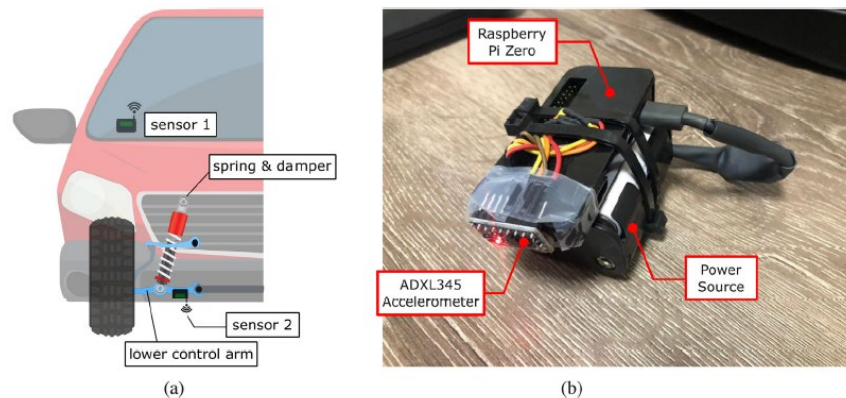 sensor 1
spring & damper
sensor 2
lower control arm
(a)
Raspberry
Pi Zero
ADXL345
Accelerometer
Power
Source
(b)